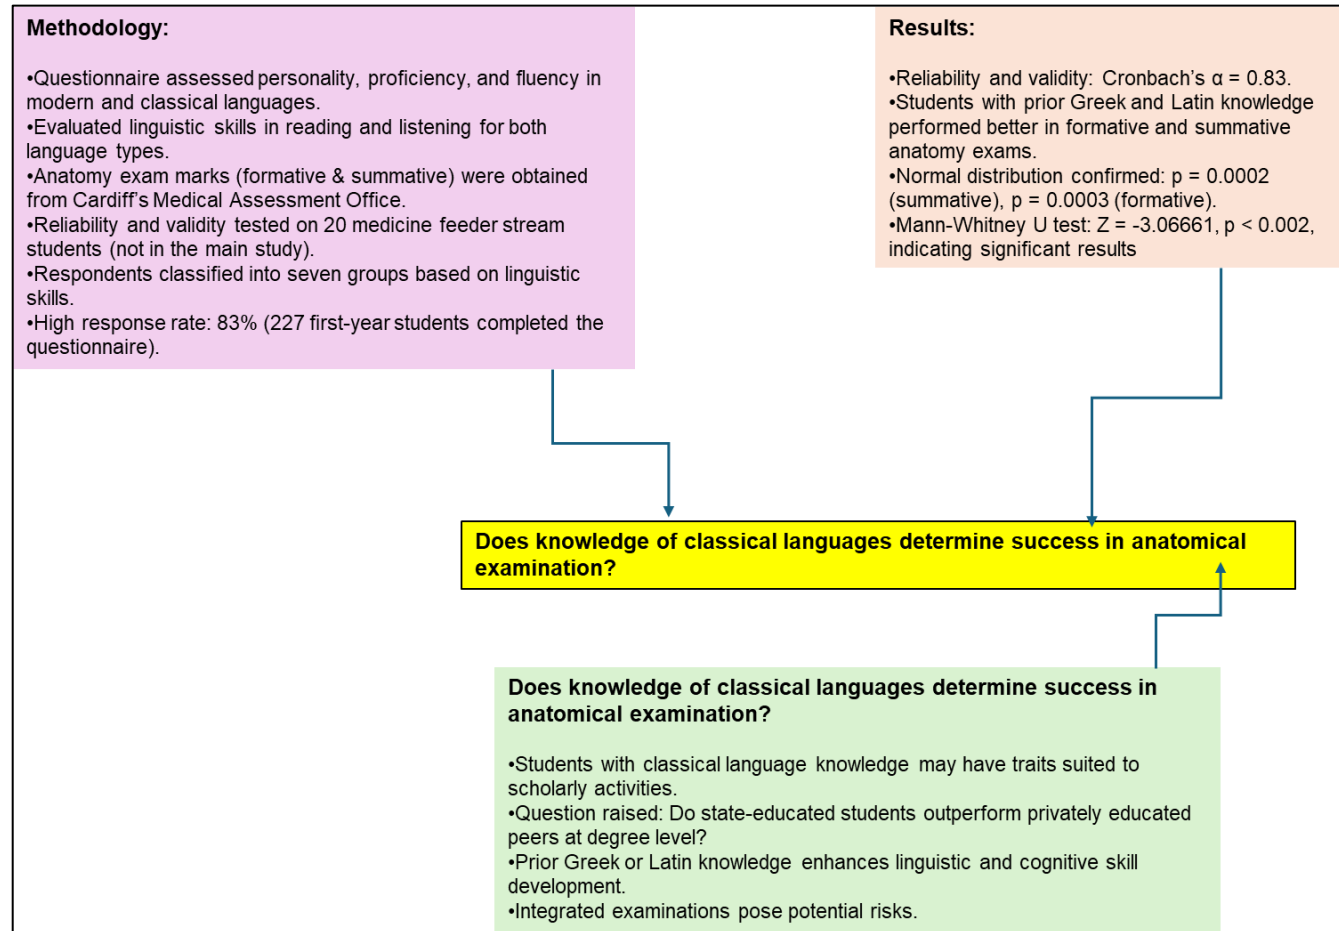 Methodology:
•Questionnaire assessed personality, proficiency, and fluency in
modern and classical languages.
•Evaluated linguistic skills in reading and listening for both
language types.
•Anatomy exam marks (formative & summative) were obtained
from Cardiff's Medical Assessment Office.
•Reliability and validity tested on 20 medicine feeder stream
students (not in the main study).
•Respondents classified into seven groups based on linguistic
skills.
•High response rate: 83% (227 first-year students completed the
questionnaire).
Results:
•Reliability and validity: Cronbach's α = 0.83.
•Students with prior Greek and Latin knowledge
performed better in formative and summative
anatomy exams.
•Normal distribution confirmed: p = 0.0002
(summative), p = 0.0003 (formative).
•Mann-Whitney U test: Z = -3.06661, p < 0.002,
indicating significant results
Does knowledge of classical languages determine success in anatomical
examination?
Does knowledge of classical languages determine success in
anatomical examination?
•Students with classical language knowledge may have traits suited to
scholarly activities.
•Question raised: Do state-educated students outperform privately educated
peers at degree level?
•Prior Greek or Latin knowledge enhances linguistic and cognitive skill
development.
•Integrated examinations pose potential risks.